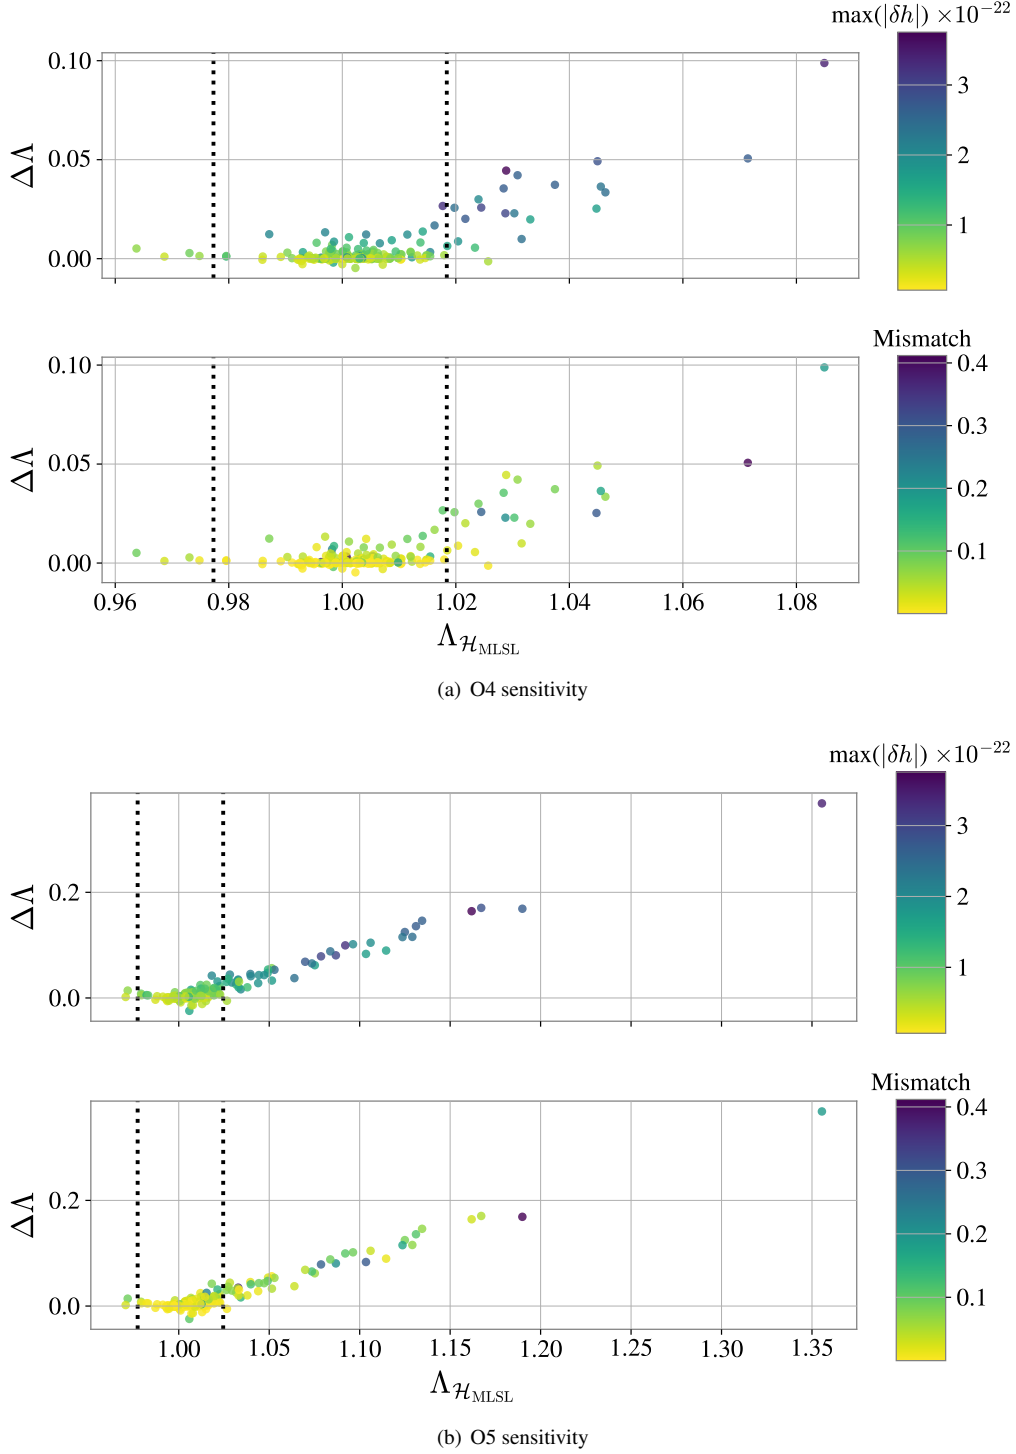 max(|δh|) ×10⁻²²
0.10
0.05
0.00
ΔΛ
3
2
1
Mismatch
0.10
0.05
0.00
ΔΛ
0.4
0.3
0.2
0.1
0.96 0.98 1.00 1.02 1.04 1.06 1.08
Λ_ℋ_MLSL
(a) O4 sensitivity
max(|δh|) ×10⁻²²
0.2
0.0
ΔΛ
3
2
1
Mismatch
0.2
0.0
ΔΛ
0.4
0.3
0.2
0.1
1.00 1.05 1.10 1.15 1.20 1.25 1.30 1.35
Λ_ℋ_MLSL
(b) O5 sensitivity